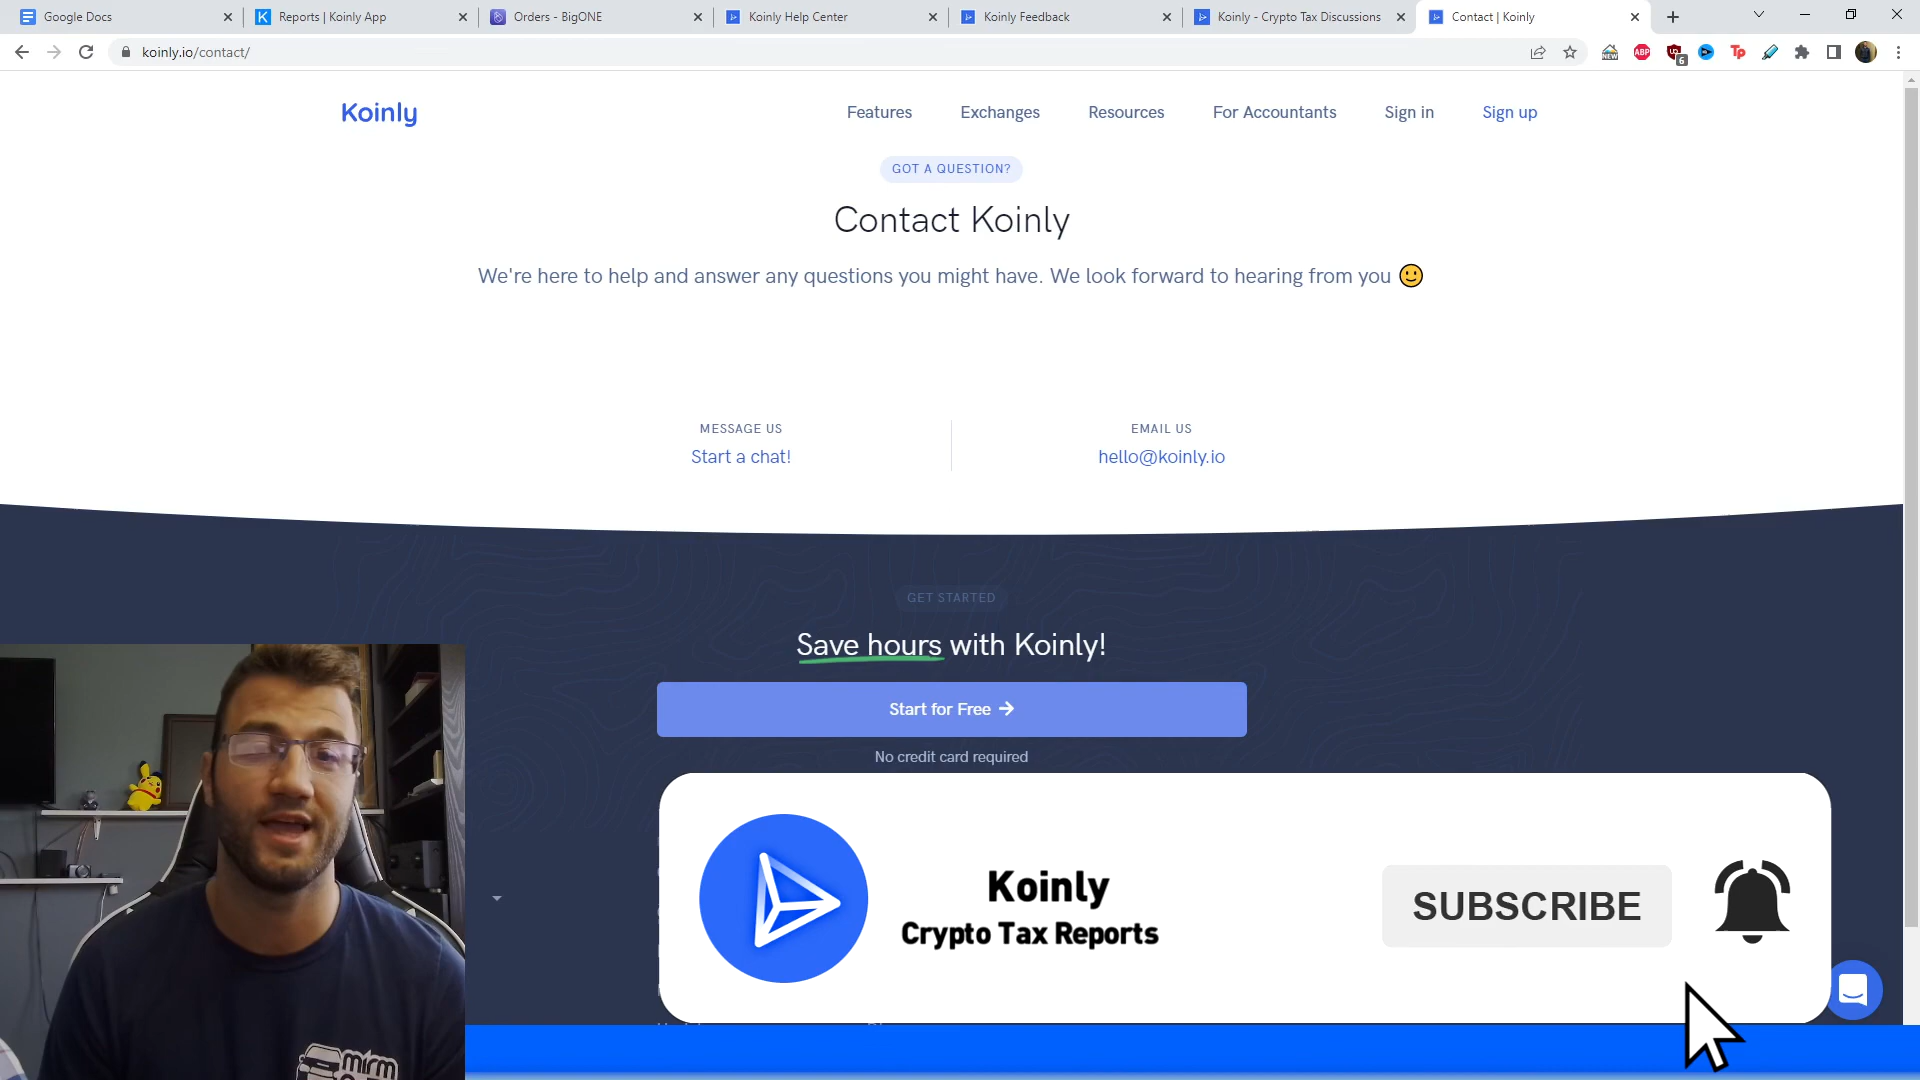 Google Docs
Reports | Koinly App
Orders - BigONE
Koinly Help Center
Koinly Feedback
Koinly - Crypto Tax Discussions
Contact | Koinly
koinly.io/contact/
NEW
ABP
6
Tp
Koinly
Features
Exchanges
Resources
For Accountants
Sign in
Sign up
GOT A QUESTION?
Contact Koinly
We're here to help and answer any questions you might have. We look forward to hearing from you
MESSAGE US
Start a chat!
EMAIL US
hello@koinly.io
GET STARTED
Save hours with Koinly!
Start for Free →
No credit card required
Koinly
Crypto Tax Reports
SUBSCRIBE